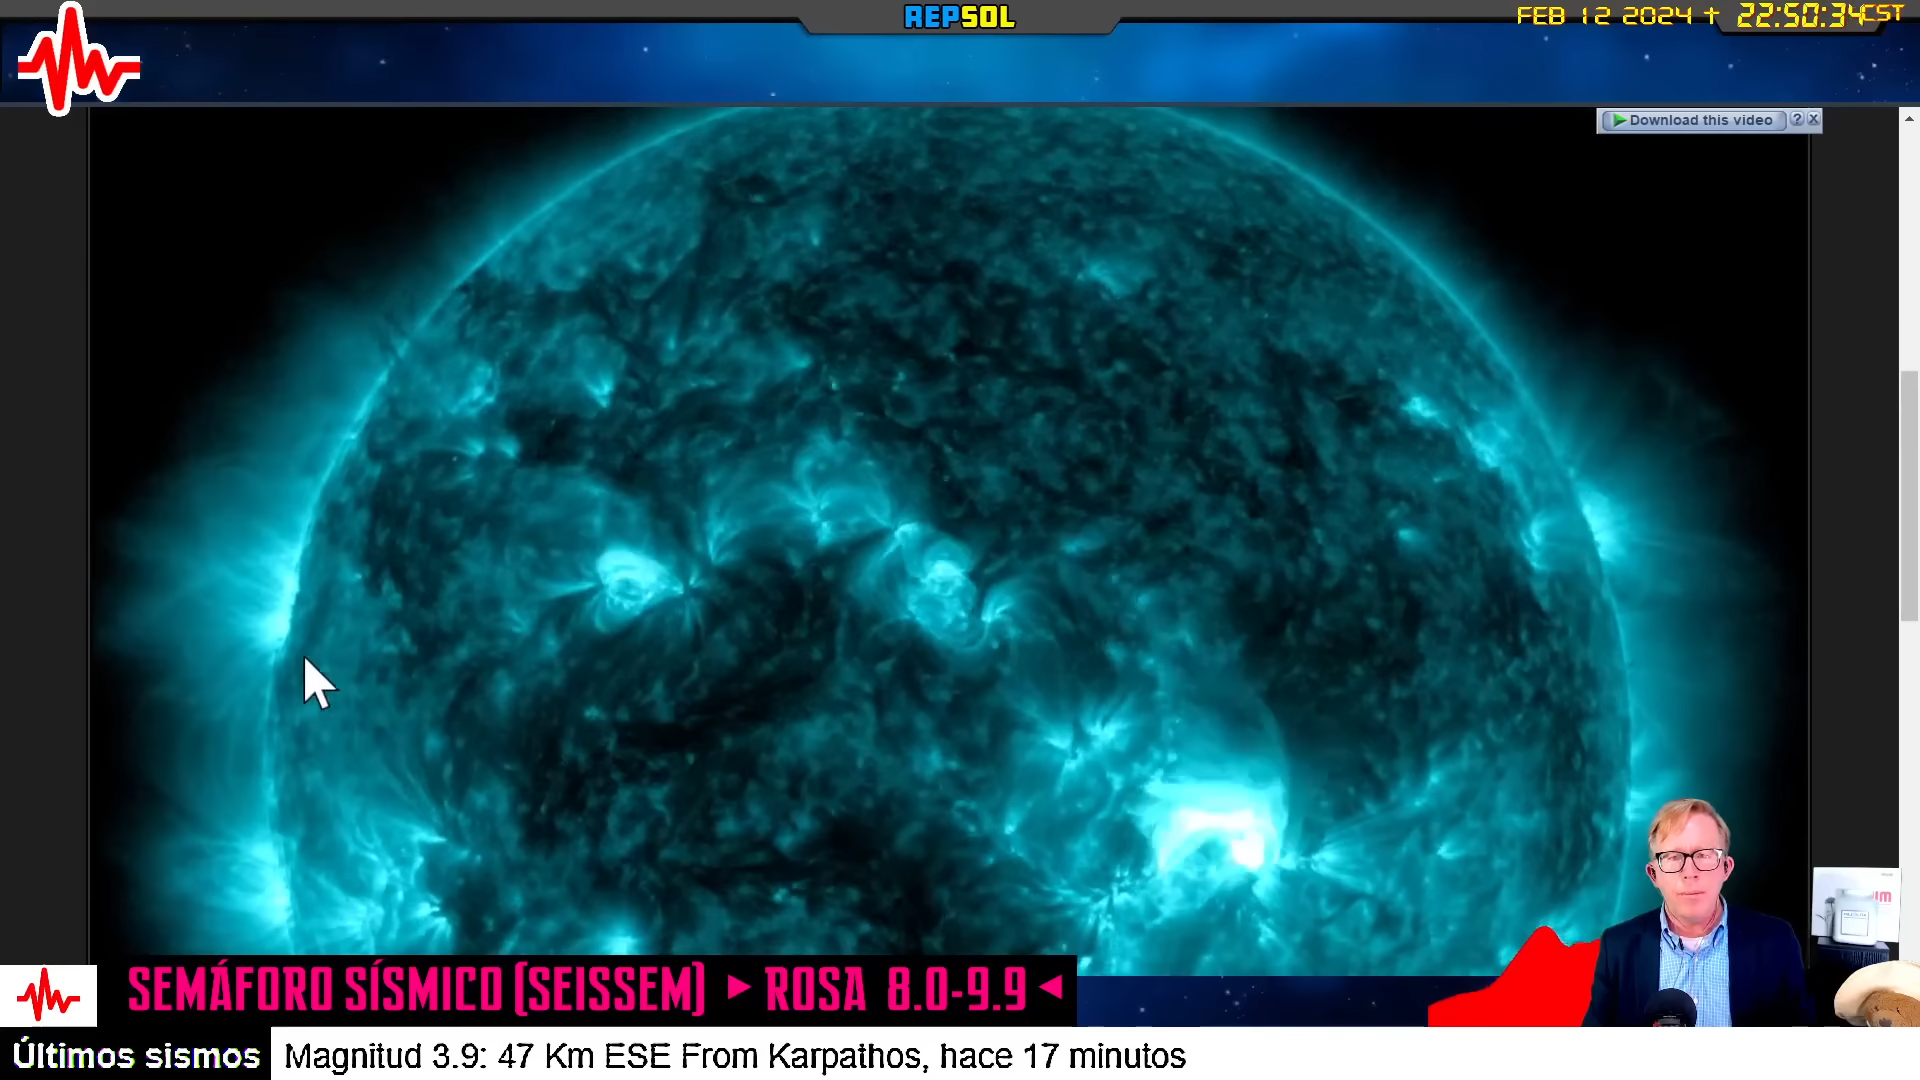 REPSOL
FEB 12 2024 + 22:50:34 CST
Download this video
? X
IM
SEMÁFORO SÍSMICO (SEISSEM) ▶ ROSA 8.0-9.9 ◀
Últimos sismos
Magnitud 3.9: 47 Km ESE From Karpathos, hace 17 minutos